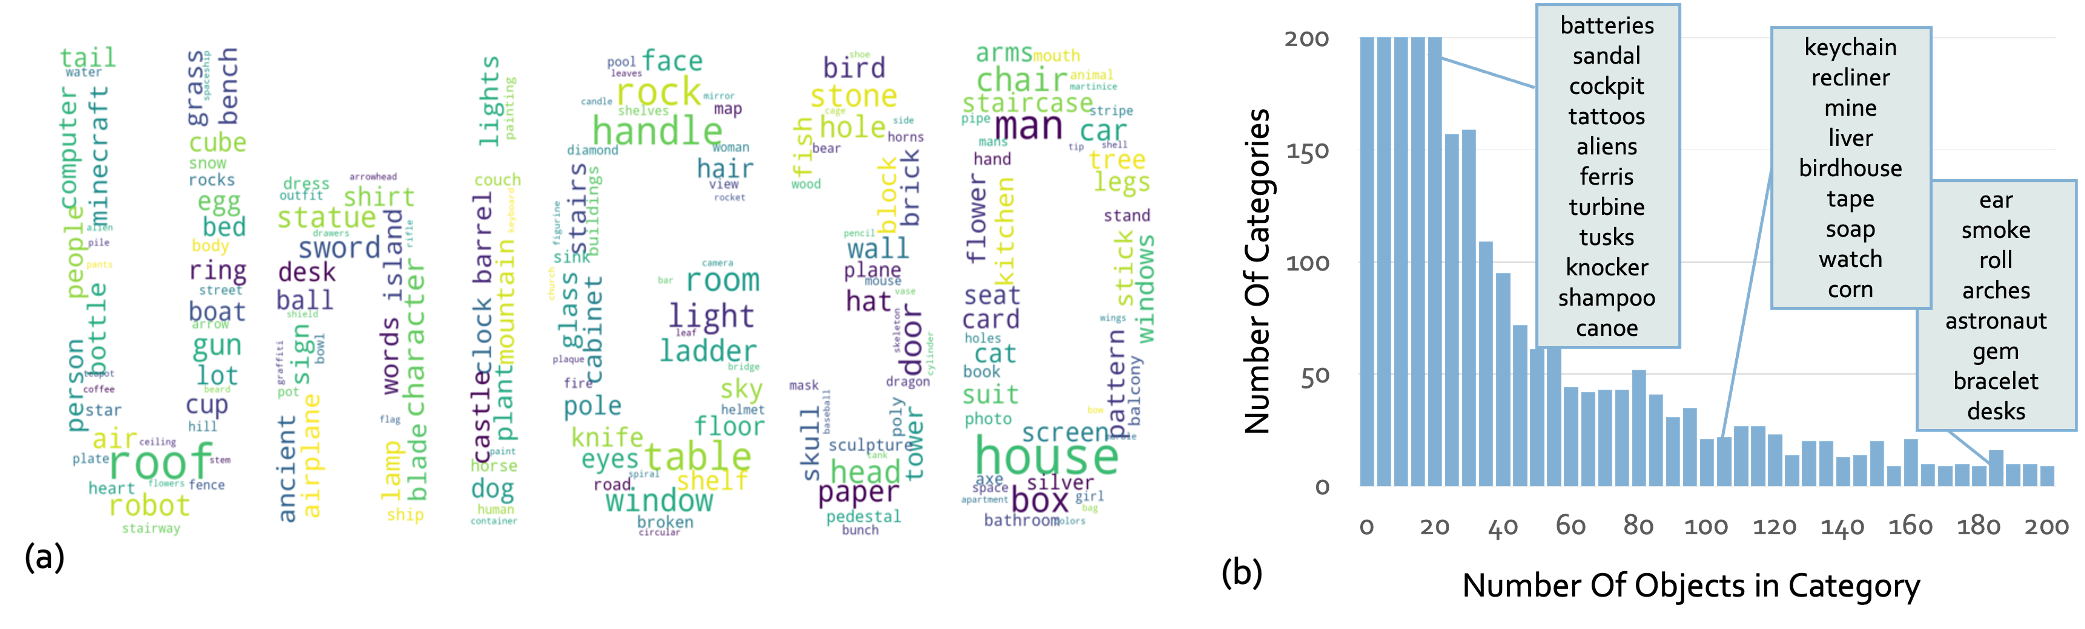 tail
water
computer
minecraft
people
alien
pile
pants
bottle
person
teapot
coffee
star
air
ceiling
plate
roof
stem
heart
flowers
fence
robot
stairway
grass
spaceship
bench
cube
snow
rocks
egg
bed
body
ring
street
boat
arrow
gun
lot
beard
cup
hill
dress
outfit
arrowhead
shirt
statue
drawers
sword
rifle
desk
island
ball
shield
graffiti
sign
bowl
words
character
pot
flag
ancient
airplane
lamp
blade
ship
lights
painting
couch
barrel
keyboard
clock
mountain
castle
plant
paint
horse
dog
human
container
pool
face
leaves
rock
candle
mirror
shelves
map
handle
diamond
woman
stairs
buildings
hair
view
rocket
figurine
sink
church
glass
cabinet
camera
bar
room
light
leaf
ladder
plaque
bridge
fire
sky
pole
helmet
floor
knife
eyes
table
spiral
road
shelf
window
broken
circular
shoe
bird
stone
cage
fish
hole
side
horns
bear
wood
block
brick
pencil
wall
plane
mouse
vase
hat
skeleton
door
cylinder
mask
dragon
baseball
skull
poly
tower
sculpture
tank
head
paper
pedestal
bunch
arms
mouth
chair
animal
martinice
staircase
stripe
pipe
man
car
mans
tip
shell
hand
tree
legs
flower
kitchen
stand
stick
windows
seat
card
wings
holes
cat
book
pattern
balcony
suit
photo
bow
screen
marble
house
axe
space
silver
apartment
box
girl
bag
bathroom
colors
(a)
200
150
100
50
0
Number Of Categories
batteries
sandal
cockpit
tattoos
aliens
ferris
turbine
tusks
knocker
shampoo
canoe
keychain
recliner
mine
liver
birdhouse
tape
soap
watch
corn
ear
smoke
roll
arches
astronaut
gem
bracelet
desks
0 20 40 60 80 100 120 140 160 180 200
(b)
Number Of Objects in Category